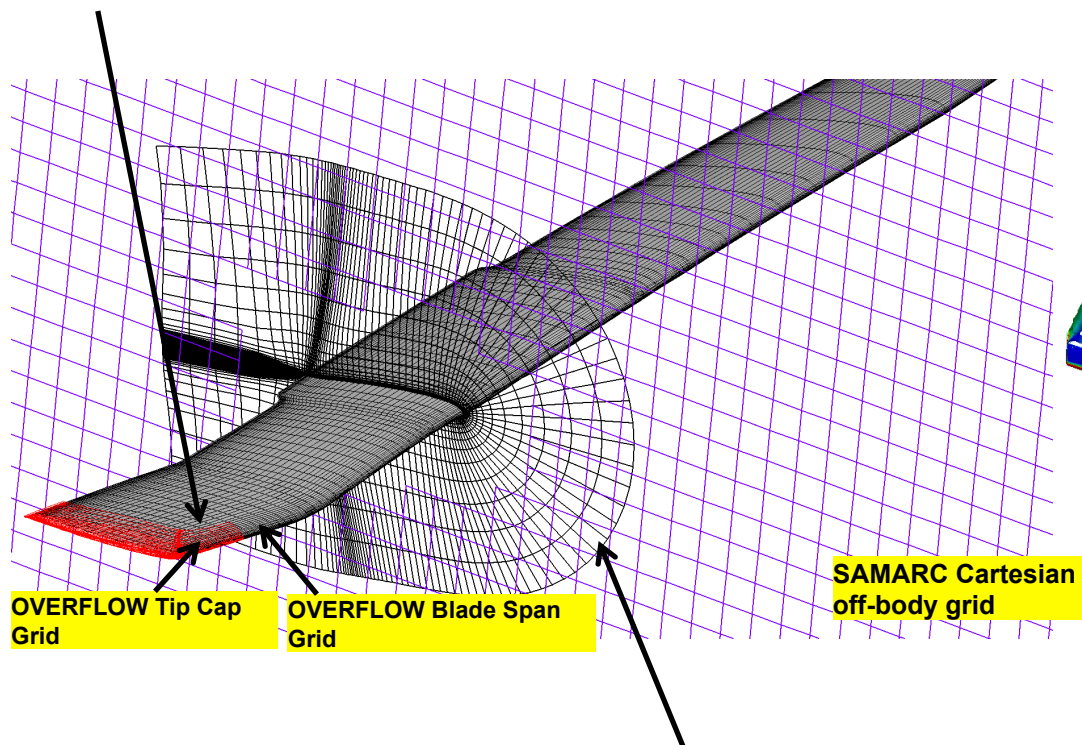 OVERFLOW Tip Cap
Grid
OVERFLOW Blade Span
Grid
SAMARC Cartesian
off-body grid